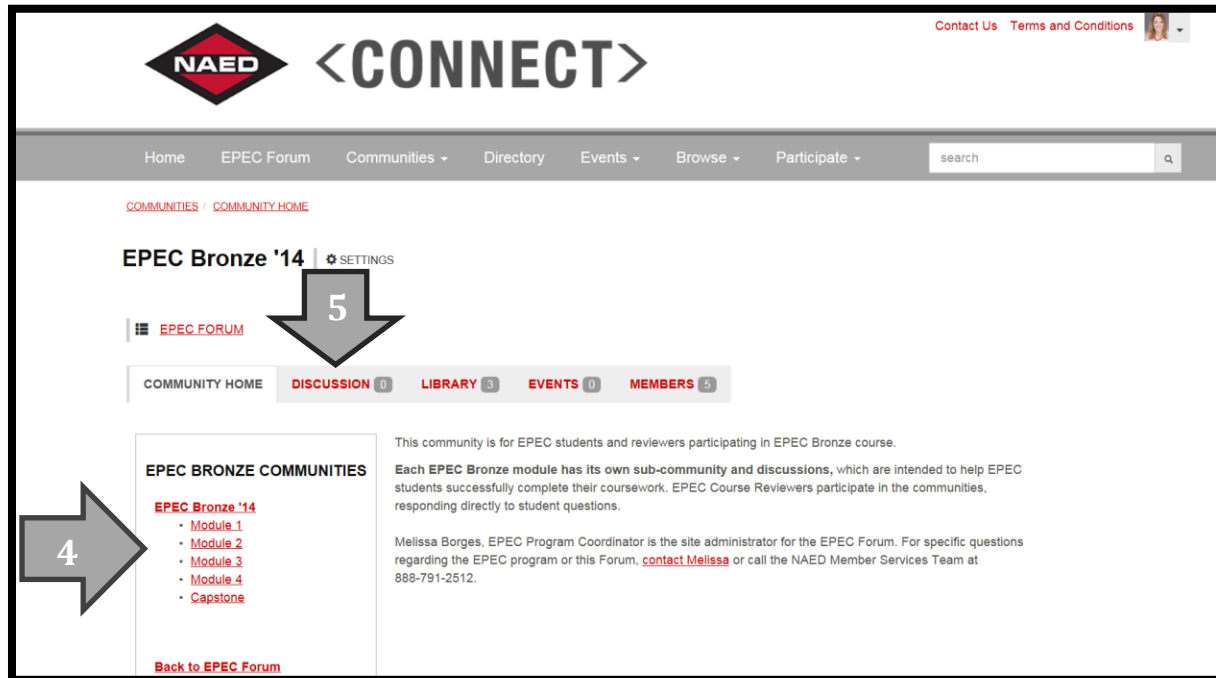 Contact Us Terms and Conditions
NAED <CONNECT>
Home EPEC Forum Communities Directory Events Browse Participate search
COMMUNITIES / COMMUNITY HOME
EPEC Bronze '14 SETTINGS
5
EPEC FORUM
COMMUNITY HOME DISCUSSION 0 LIBRARY 3 EVENTS 0 MEMBERS 5
EPEC BRONZE COMMUNITIES
EPEC Bronze '14
• Module 1
• Module 2
• Module 3
• Module 4
• Capstone
Back to EPEC Forum
4
This community is for EPEC students and reviewers participating in EPEC Bronze course.
Each EPEC Bronze module has its own sub-community and discussions, which are intended to help EPEC
students successfully complete their coursework. EPEC Course Reviewers participate in the communities,
responding directly to student questions.
Melissa Borges, EPEC Program Coordinator is the site administrator for the EPEC Forum. For specific questions
regarding the EPEC program or this Forum, contact Melissa or call the NAED Member Services Team at
888-791-2512.